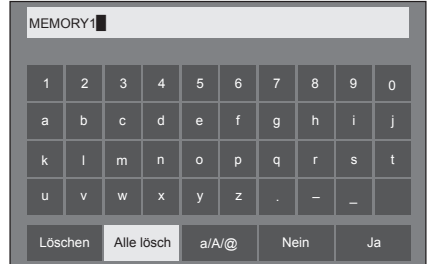 MEMORY1
1 2 3 4 5 6 7 8 9 0
a b c d e f g h i j
k l m n o p q r s t
u v w x y z . – _
Löschen Alle lösch a/A/@ Nein Ja